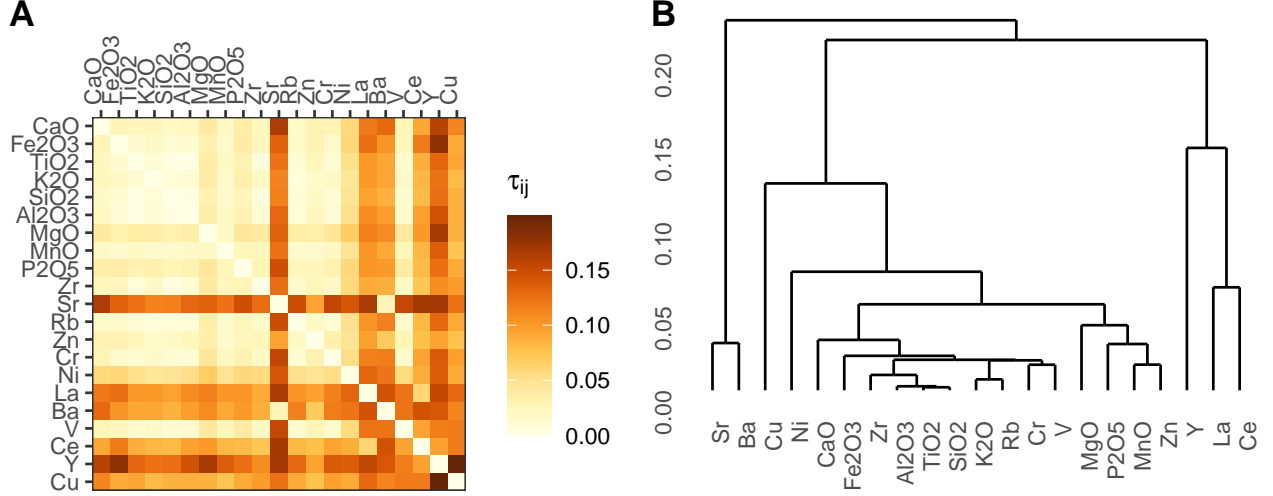 A
CaO
Fe2O3
TiO2
K2O
SiO2
Al2O3
MgO
MnO
P2O5
Zr
Sr
Rb
Zn
Cr
Ni
La
Ba
V
Ce
Y
Cu
CaO
Fe2O3
TiO2
K2O
SiO2
Al2O3
MgO
MnO
P2O5
Zr
Sr
Rb
Zn
Cr
Ni
La
Ba
V
Ce
Y
Cu
τij
0.15
0.10
0.05
0.00
B
0.20
0.15
0.10
0.05
0.00
Sr
Ba
Cu
Ni
CaO
Fe2O3
Zr
Al2O3
TiO2
SiO2
K2O
Rb
Cr
V
MgO
P2O5
MnO
Zn
Y
La
Ce